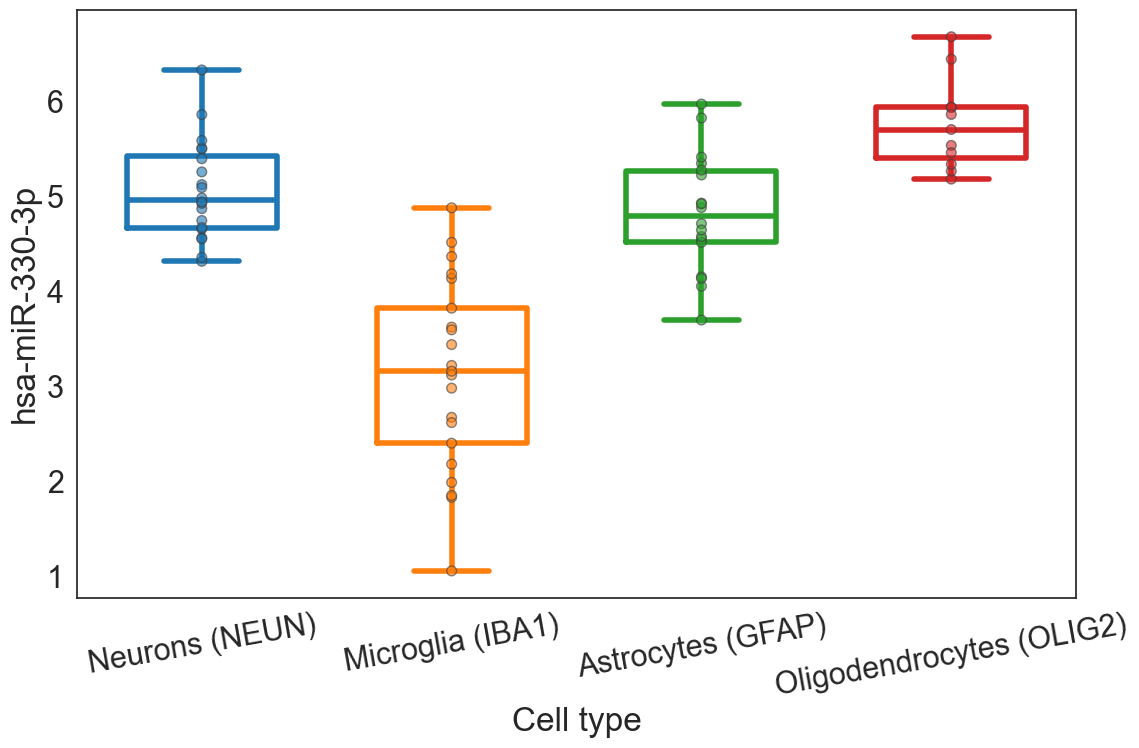 hsa-miR-330-3p
6
5
4
3
2
1
Neurons (NEUN)
Microglia (IBA1)
Astrocytes (GFAP)
Oligodendrocytes (OLIG2)
Cell type